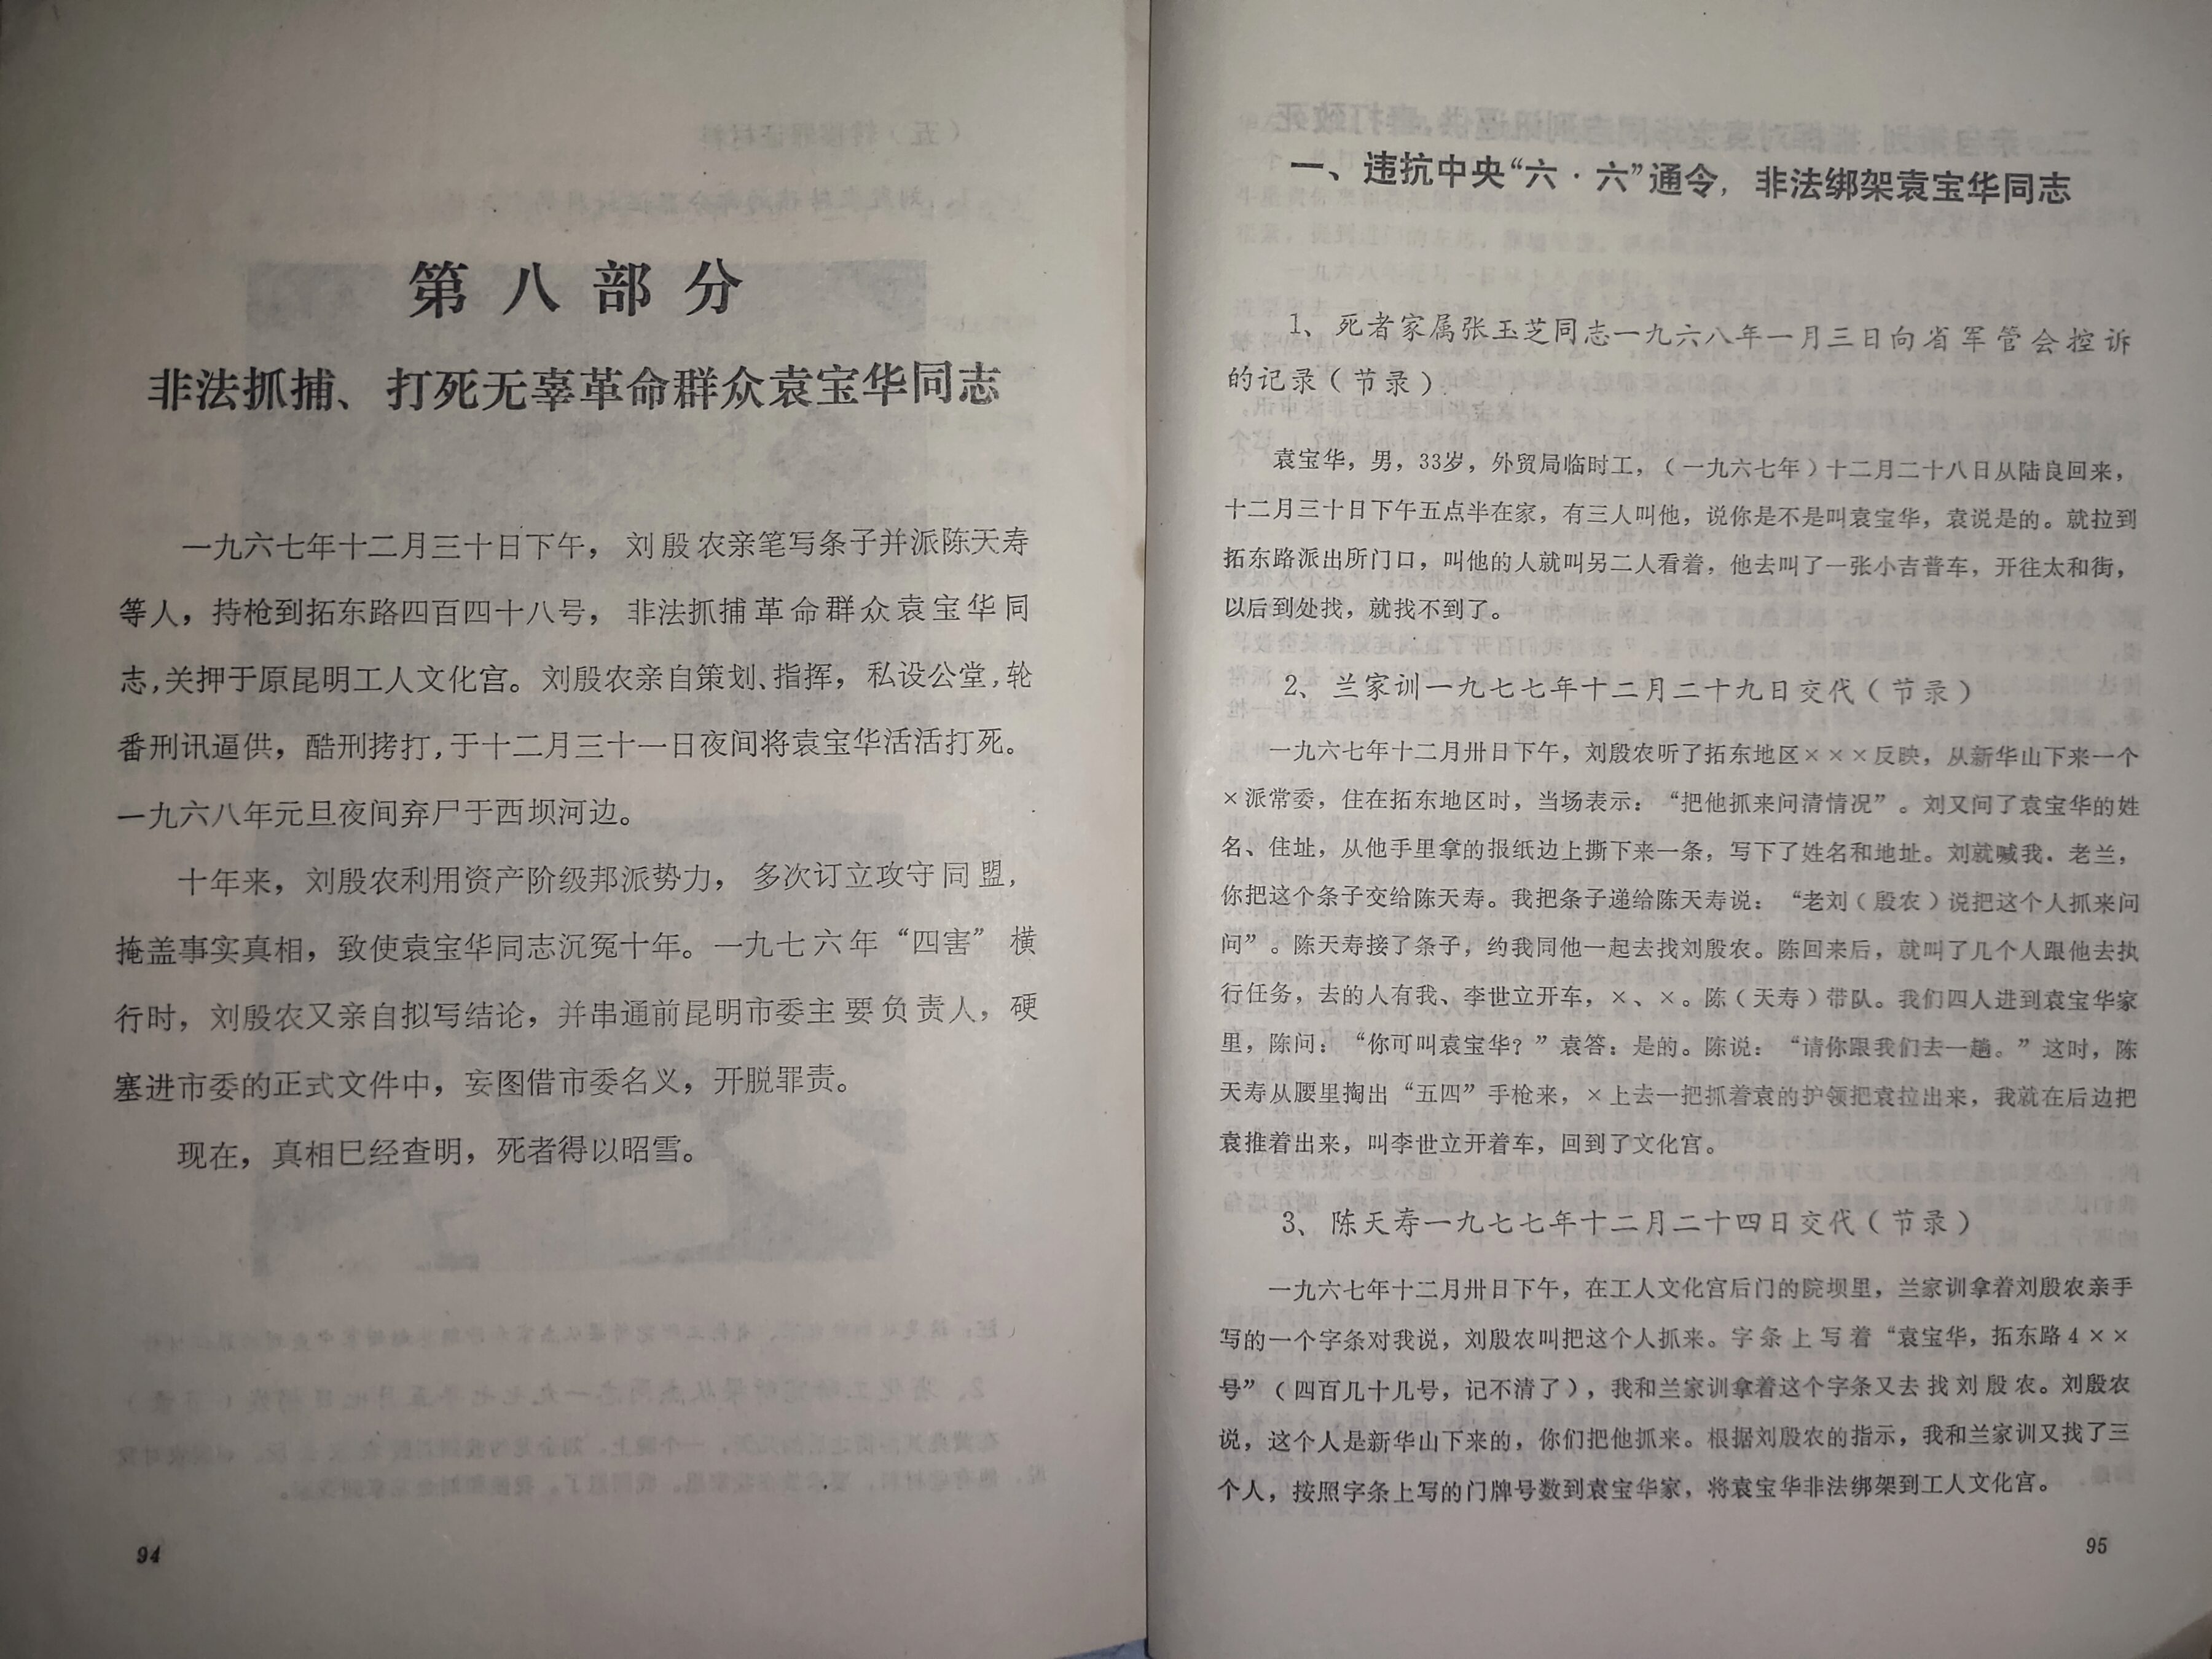 第八部分
非法抓捕、打死无辜革命群众袁宝华同志
一九六七年十二月三十日下午，刘殷农亲笔写条子并派陈天寿
等人，持枪到拓东路四百四十八号，非法抓捕革命群众袁宝华同
志,关押于原昆明工人文化宫。刘殷农亲自策划、指挥，私设公堂,轮
番刑讯逼供，酷刑拷打,于十二月三十一日夜间将袁宝华活活打死。
一九六八年元旦夜间弃尸于西坝河边。
十年来，刘殷农利用资产阶级邦派势力，多次订立攻守同盟，
掩盖事实真相，致使袁宝华同志沉冤十年。一九七六年“四害”横
行时，刘殷农又亲自拟写结论，并串通前昆明市委主要负责人，硬
塞进市委的正式文件中，妄图借市委名义，开脱罪责。
现在，真相已经查明，死者得以昭雪。
94
一、违抗中央“六·六”通令，非法绑架袁宝华同志
1、死者家属张玉芝同志一九六八年一月三日向省军管会控诉
的记录（节录）
袁宝华，男，33岁，外贸局临时工，（一九六七年）十二月二十八日从陆良回来，
十二月三十日下午五点半在家，有三人叫他，说你是不是叫袁宝华，袁说是的。就拉到
拓东路派出所门口，叫他的人就叫另二人看着，他去叫了一张小吉普车，开往太和街，
以后到处找，就找不到了。
2、兰家训一九七七年十二月二十九日交代（节录）
一九六七年十二月卅日下午，刘殷农听了拓东地区×××反映，从新华山下来一个
×派常委，住在拓东地区时，当场表示：“把他抓来问清情况”。刘又问了袁宝华的姓
名、住址，从他手里拿的报纸边上撕下来一条，写下了姓名和地址。刘就喊我．老兰，
你把这个条子交给陈天寿。我把条子递给陈天寿说：“老刘（殷农）说把这个人抓来问
问”。陈天寿接了条子，约我同他一起去找刘殷农。陈回来后，就叫了几个人跟他去执
行任务，去的人有我、李世立开车，×、×。陈（天寿）带队。我们四人进到袁宝华家
里，陈问：“你可叫袁宝华？”袁答：是的。陈说：“请你跟我们去一趟。”这时，陈
天寿从腰里掏出“五四”手枪来，×上去一把抓着袁的护领把袁拉出来，我就在后边把
袁推着出来，叫李世立开着车，回到了文化宫。
3、陈天寿一九七七年十二月二十四日交代（节录）
一九六七年十二月卅日下午，在工人文化宫后门的院坝里，兰家训拿着刘殷农亲手
写的一个字条对我说，刘殷农叫把这个人抓来。字条上写着“袁宝华，拓东路4××
号”（四百几十几号，记不清了），我和兰家训拿着这个字条又去找刘殷农。刘殷农
说，这个人是新华山下来的，你们把他抓来。根据刘殷农的指示，我和兰家训又找了三
个人，按照字条上写的门牌号数到袁宝华家，将袁宝华非法绑架到工人文化宫。
95